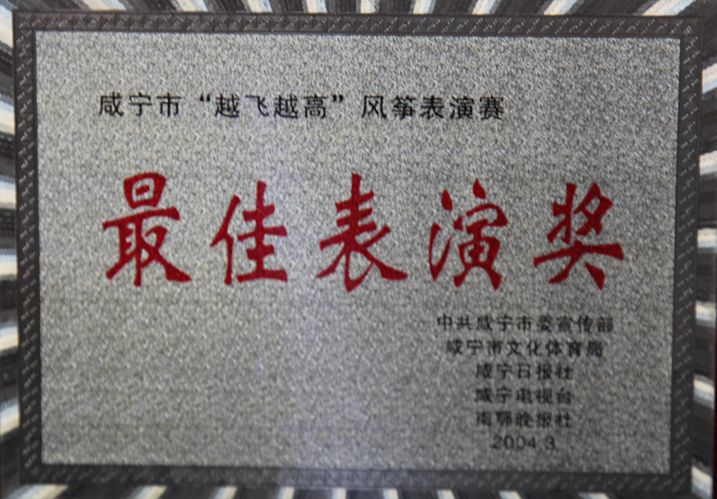 咸宁市“越飞越高”风筝表演赛
最佳表演奖
中共咸宁市委宣传部
咸宁市文化体育局
咸宁日报社
咸宁电视台
南鄂晚报社
2004.3